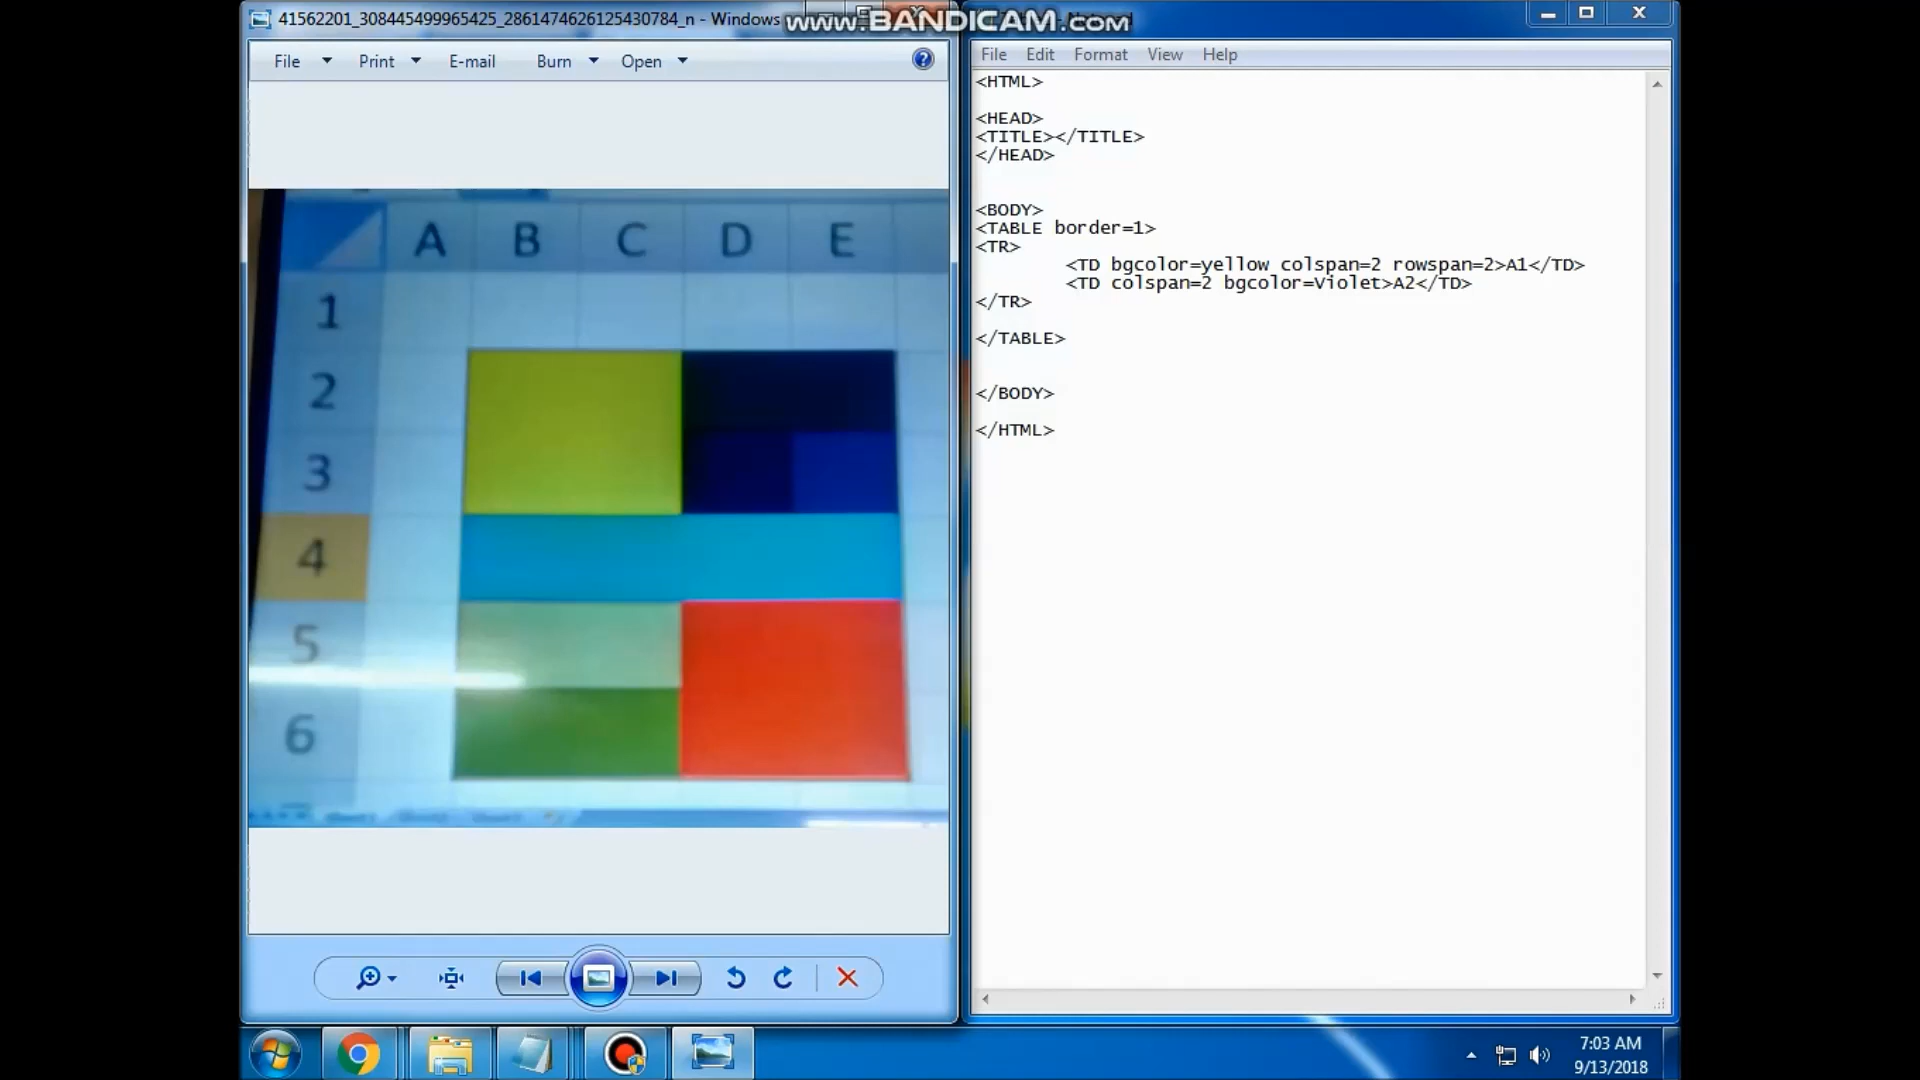 41562201_308445499965425_2861474626125430784_n - Windows
www.BANDICAM.com
File Print E-mail Burn Open
File Edit Format View Help
A B C D E
1
2
3
4
5
6
<HTML>
<HEAD>
<TITLE></TITLE>
</HEAD>
<BODY>
<TABLE border=1>
<TR>
<TD bgcolor=yellow colspan=2 rowspan=2>A1</TD>
<TD colspan=2 bgcolor=Violet>A2</TD>
</TR>
</TABLE>
</BODY>
</HTML>
7:03 AM
9/13/2018